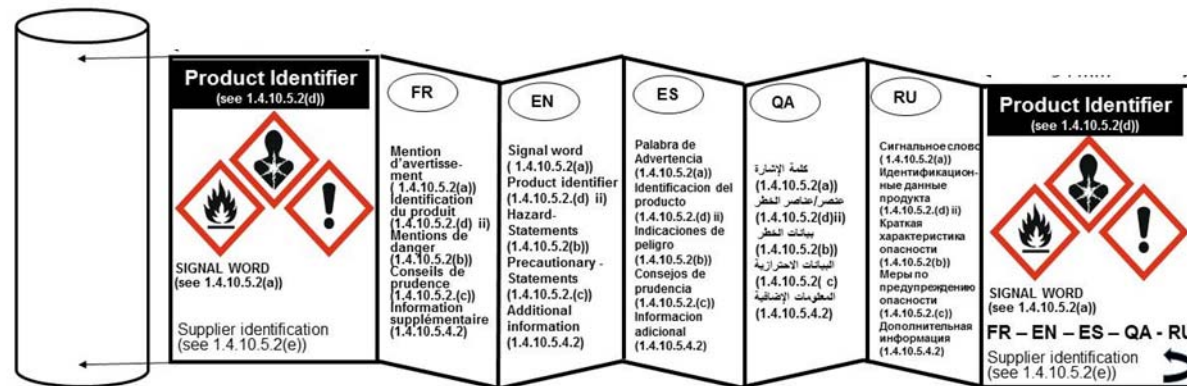 Product Identifier
(see 1.4.10.5.2(d))
SIGNAL WORD
(see 1.4.10.5.2(a))
Supplier identification
(see 1.4.10.5.2(e))
FR
Mention
d'avertisse-
ment
( 1.4.10.5.2(a))
Identification
du produit
(1.4.10.5.2.(d) ii)
Mentions de
danger
(1.4.10.5.2(b))
Conseils de
prudence
(1.4.10.5.2.(c))
Information
supplémentaire
(1.4.10.5.4.2)
EN
Signal word
( 1.4.10.5.2(a))
Product identifier
(1.4.10.5.2.(d) ii)
Hazard-
Statements
(1.4.10.5.2(b))
Precautionary -
Statements
(1.4.10.5.2.(c))
Additional
information
(1.4.10.5.4.2)
ES
Palabra de
Advertencia
(1.4.10.5.2(a))
Identificacion del
producto
(1.4.10.5.2.(d) ii)
Indicaciones de
peligro
(1.4.10.5.2(b))
Consejos de
prudencia
(1.4.10.5.2.(c))
Informacion
adicional
(1.4.10.5.4.2)
QA
كلمة الإشارة
(1.4.10.5.2(a))
عنصر/عناصر الخطر
(1.4.10.5.2(d)ii)
بيانات الخطر
(1.4.10.5.2(b))
البيانات الاحترازية
(1.4.10.5.2( c)
المعلومات الإضافية
(1.4.10.5.4.2)
RU
Сигнальное слово
( 1.4.10.5.2(a))
Идентификацион-
ные данные
продукта
(1.4.10.5.2.(d) ii)
Краткая
характеристика
опасности
(1.4.10.5.2(b))
Меры по
предупреждению
опасности
(1.4.10.5.2.(c))
Дополнительная
информация
(1.4.10.5.4.2)
Product Identifier
(see 1.4.10.5.2(d))
SIGNAL WORD
(see 1.4.10.5.2(a))
FR – EN – ES – QA - RU
Supplier identification
(see 1.4.10.5.2(e))